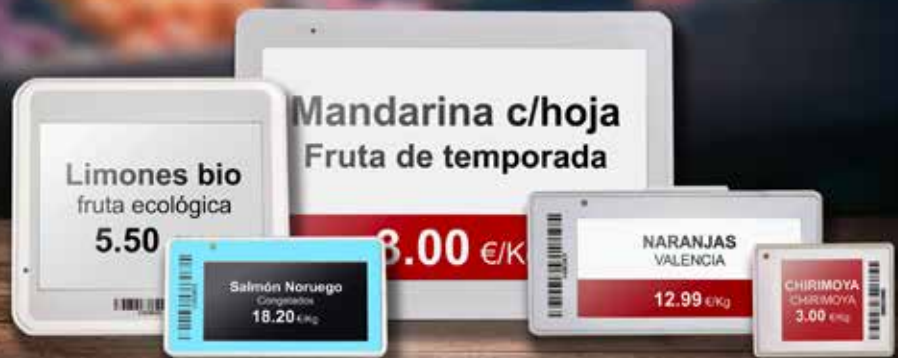 Mandarina c/hoja
Fruta de temporada
3.00 €/K
Limones bio
fruta ecológica
5.50
Salmón Noruego
Congelados
18.20 €/Kg
NARANJAS
VALENCIA
12.99 €/Kg
CHIRIMOYA
CHIRIMOYA
3.00 €/Kg